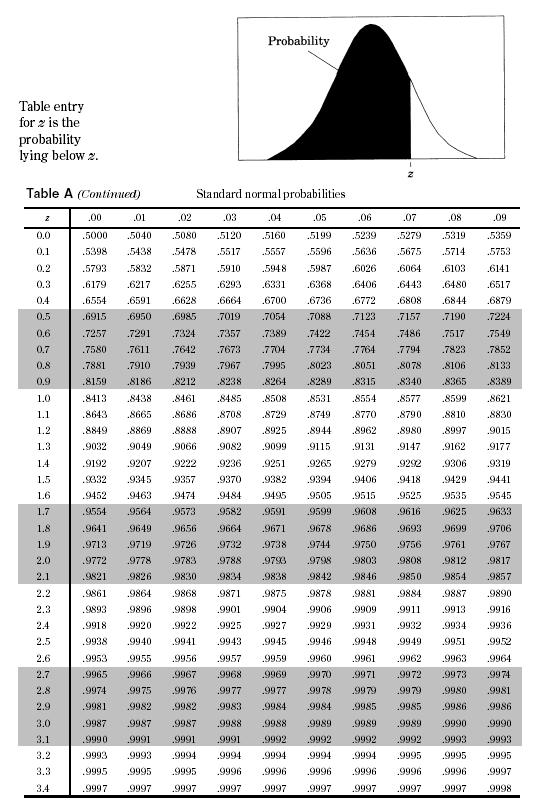 Probability
Table entry
for z is the
probability
lying below z.
z
Table A (Continued) Standard normal probabilities
z .00 .01 .02 .03 .04 .05 .06 .07 .08 .09
0.0 .5000 .5040 .5080 .5120 .5160 .5199 .5239 .5279 .5319 .5359
0.1 .5398 .5438 .5478 .5517 .5557 .5596 .5636 .5675 .5714 .5753
0.2 .5793 .5832 .5871 .5910 .5948 .5987 .6026 .6064 .6103 .6141
0.3 .6179 .6217 .6255 .6293 .6331 .6368 .6406 .6443 .6480 .6517
0.4 .6554 .6591 .6628 .6664 .6700 .6736 .6772 .6808 .6844 .6879
0.5 .6915 .6950 .6985 .7019 .7054 .7088 .7123 .7157 .7190 .7224
0.6 .7257 .7291 .7324 .7357 .7389 .7422 .7454 .7486 .7517 .7549
0.7 .7580 .7611 .7642 .7673 .7704 .7734 .7764 .7794 .7823 .7852
0.8 .7881 .7910 .7939 .7967 .7995 .8023 .8051 .8078 .8106 .8133
0.9 .8159 .8186 .8212 .8238 .8264 .8289 .8315 .8340 .8365 .8389
1.0 .8413 .8438 .8461 .8485 .8508 .8531 .8554 .8577 .8599 .8621
1.1 .8643 .8665 .8686 .8708 .8729 .8749 .8770 .8790 .8810 .8830
1.2 .8849 .8869 .8888 .8907 .8925 .8944 .8962 .8980 .8997 .9015
1.3 .9032 .9049 .9066 .9082 .9099 .9115 .9131 .9147 .9162 .9177
1.4 .9192 .9207 .9222 .9236 .9251 .9265 .9279 .9292 .9306 .9319
1.5 .9332 .9345 .9357 .9370 .9382 .9394 .9406 .9418 .9429 .9441
1.6 .9452 .9463 .9474 .9484 .9495 .9505 .9515 .9525 .9535 .9545
1.7 .9554 .9564 .9573 .9582 .9591 .9599 .9608 .9616 .9625 .9633
1.8 .9641 .9649 .9656 .9664 .9671 .9678 .9686 .9693 .9699 .9706
1.9 .9713 .9719 .9726 .9732 .9738 .9744 .9750 .9756 .9761 .9767
2.0 .9772 .9778 .9783 .9788 .9793 .9798 .9803 .9808 .9812 .9817
2.1 .9821 .9826 .9830 .9834 .9838 .9842 .9846 .9850 .9854 .9857
2.2 .9861 .9864 .9868 .9871 .9875 .9878 .9881 .9884 .9887 .9890
2.3 .9893 .9896 .9898 .9901 .9904 .9906 .9909 .9911 .9913 .9916
2.4 .9918 .9920 .9922 .9925 .9927 .9929 .9931 .9932 .9934 .9936
2.5 .9938 .9940 .9941 .9943 .9945 .9946 .9948 .9949 .9951 .9952
2.6 .9953 .9955 .9956 .9957 .9959 .9960 .9961 .9962 .9963 .9964
2.7 .9965 .9966 .9967 .9968 .9969 .9970 .9971 .9972 .9973 .9974
2.8 .9974 .9975 .9976 .9977 .9977 .9978 .9979 .9979 .9980 .9981
2.9 .9981 .9982 .9982 .9983 .9984 .9984 .9985 .9985 .9986 .9986
3.0 .9987 .9987 .9987 .9988 .9988 .9989 .9989 .9989 .9990 .9990
3.1 .9990 .9991 .9991 .9991 .9992 .9992 .9992 .9992 .9993 .9993
3.2 .9993 .9993 .9994 .9994 .9994 .9994 .9994 .9995 .9995 .9995
3.3 .9995 .9995 .9995 .9996 .9996 .9996 .9996 .9996 .9996 .9997
3.4 .9997 .9997 .9997 .9997 .9997 .9997 .9997 .9997 .9997 .9998